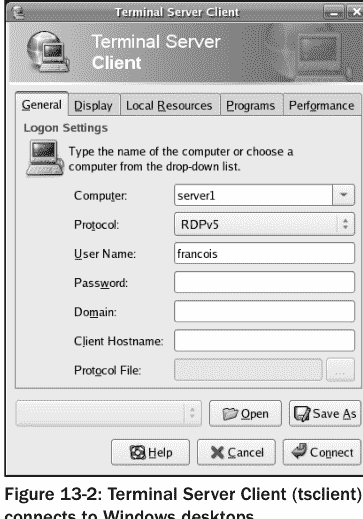 Terminal Server Client
Terminal Server
Client
General Display Local Resources Programs Performance
Logon Settings
Type the name of the computer or choose a
computer from the drop-down list.
Computer: server1
Protocol: RDPv5
User Name: francois
Password:
Domain:
Client Hostname:
Protocol File: ...
Open Save As
Help Cancel Connect
Figure 13-2: Terminal Server Client (tsclient)
connects to Windows desktops